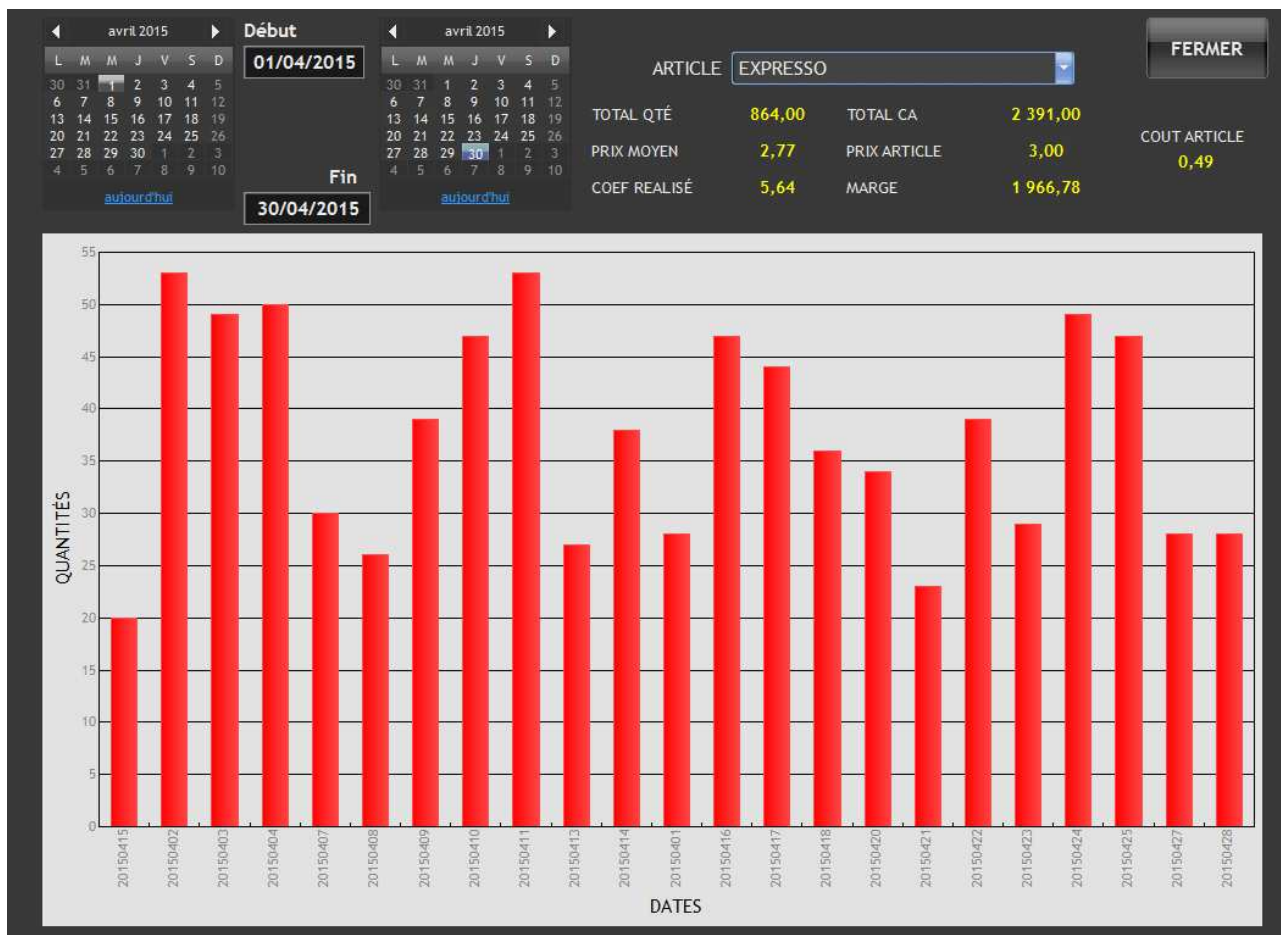 avril 2015
L M M J V S D
30 31 1 2 3 4 5
6 7 8 9 10 11 12
13 14 15 16 17 18 19
20 21 22 23 24 25 26
27 28 29 30 1 2 3
4 5 6 7 8 9 10
aujourd'hui
Début
01/04/2015
Fin
30/04/2015
avril 2015
L M M J V S D
30 31 1 2 3 4 5
6 7 8 9 10 11 12
13 14 15 16 17 18 19
20 21 22 23 24 25 26
27 28 29 30 1 2 3
4 5 6 7 8 9 10
aujourd'hui
ARTICLE EXPRESSO
FERMER
TOTAL QTÉ 864,00 TOTAL CA 2 391,00
PRIX MOYEN 2,77 PRIX ARTICLE 3,00
COEF REALISÉ 5,64 MARGE 1 966,78
COUT ARTICLE
0,49
QUANTITÉS
55
50
45
40
35
30
25
20
15
10
5
0
20150415
20150402
20150403
20150404
20150407
20150408
20150409
20150410
20150411
20150413
20150414
20150401
20150416
20150417
20150418
20150420
20150421
20150422
20150423
20150424
20150425
20150427
20150428
DATES